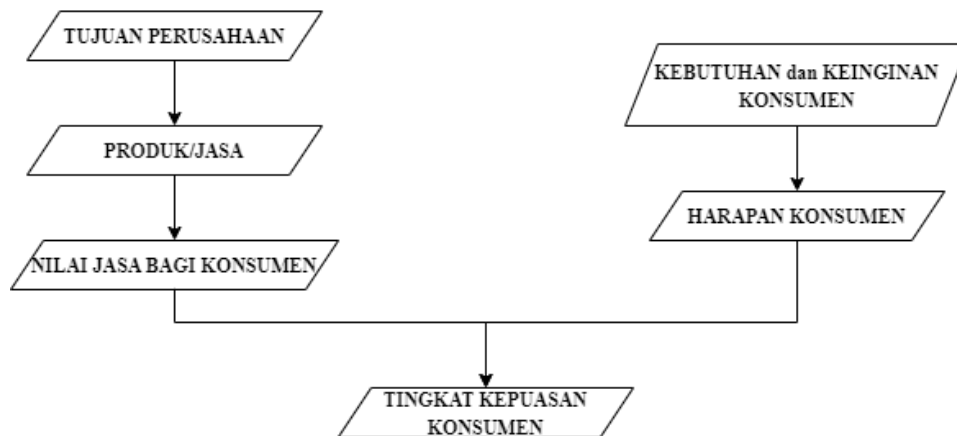 TUJUAN PERUSAHAAN
PRODUK/JASA
NILAI JASA BAGI KONSUMEN
KEBUTUHAN dan KEINGINAN
KONSUMEN
HARAPAN KONSUMEN
TINGKAT KEPUASAN
KONSUMEN